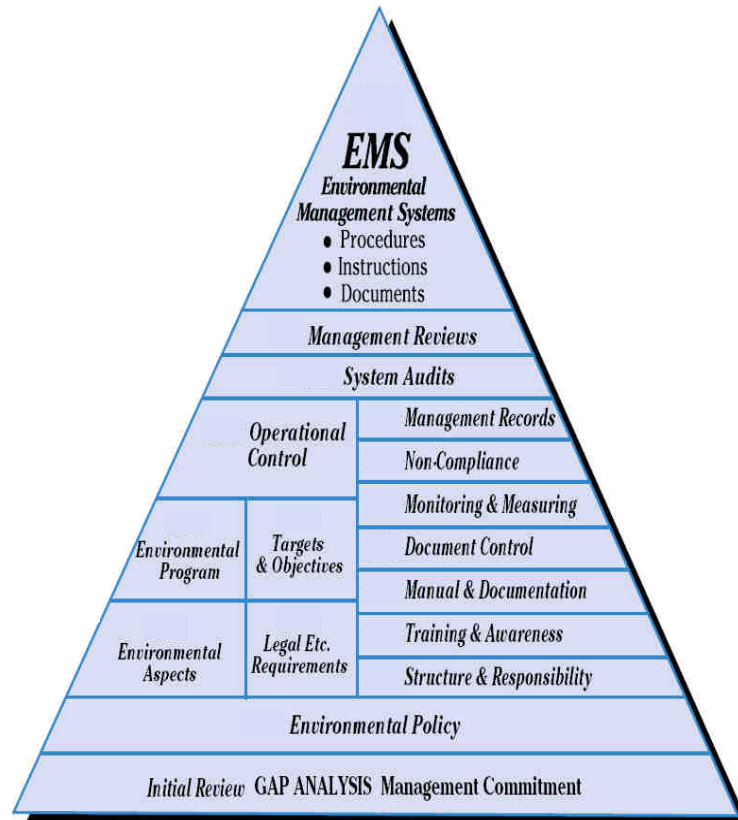 EMS
Environmental
Management Systems
• Procedures
• Instructions
• Documents
Management Reviews
System Audits
Operational
Control
Environmental
Program
Targets
& Objectives
Environmental
Aspects
Legal Etc.
Requirements
Management Records
Non-Compliance
Monitoring & Measuring
Document Control
Manual & Documentation
Training & Awareness
Structure & Responsibility
Environmental Policy
Initial Review GAP ANALYSIS Management Commitment